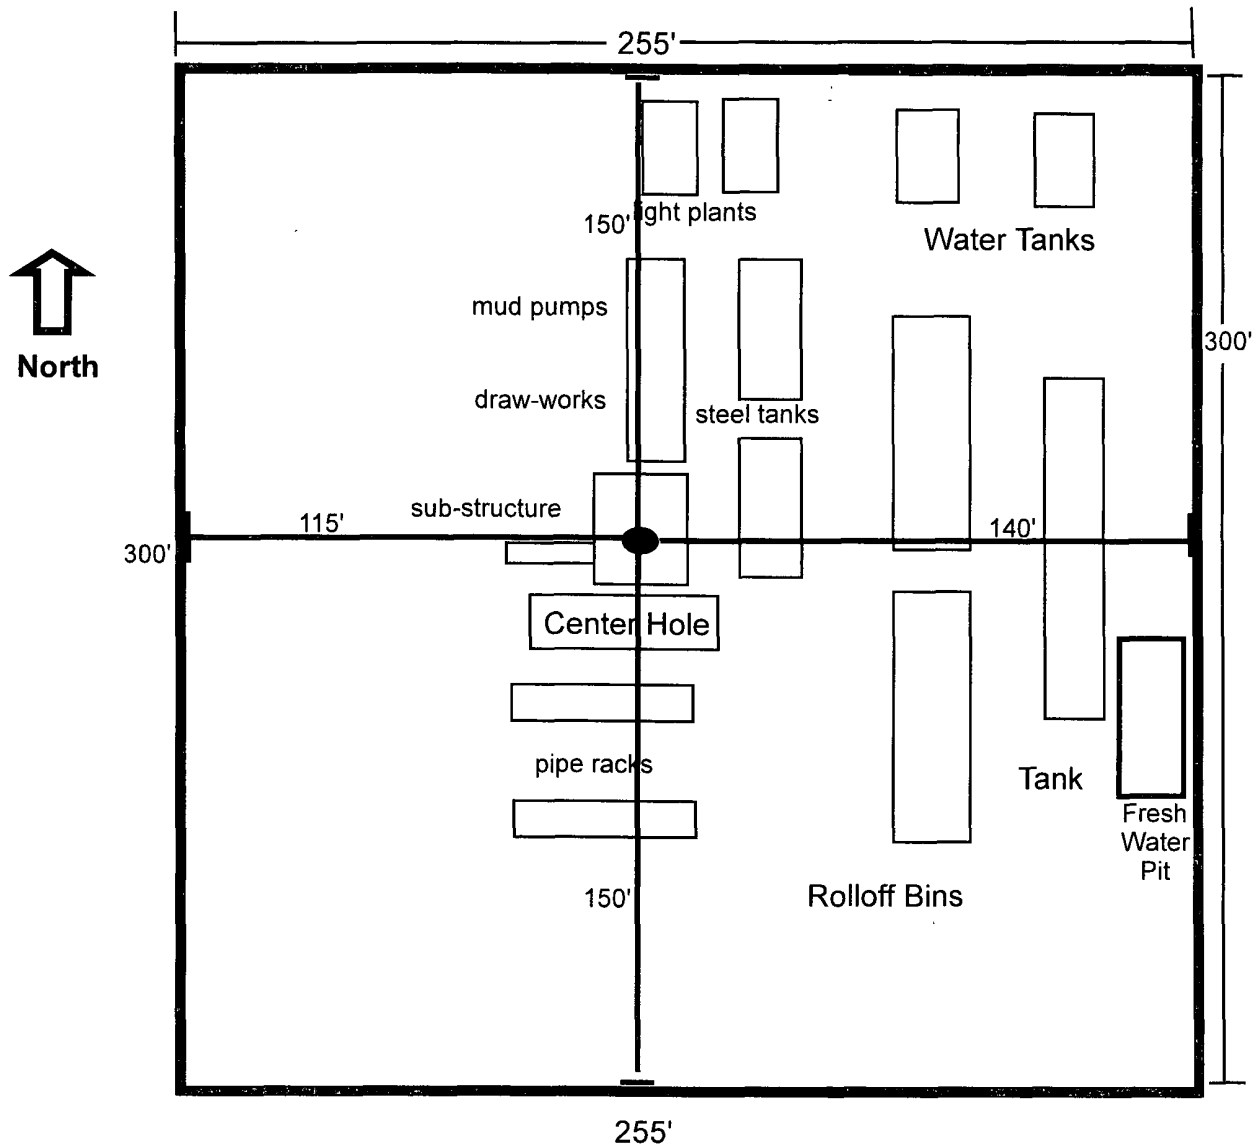 255'
light plants
150'
Water Tanks
mud pumps
300'
North
draw-works
steel tanks
sub-structure
115'
140'
300'
Center Hole
pipe racks
Tank
Fresh
Water
Pit
150'
Rolloff Bins
255'